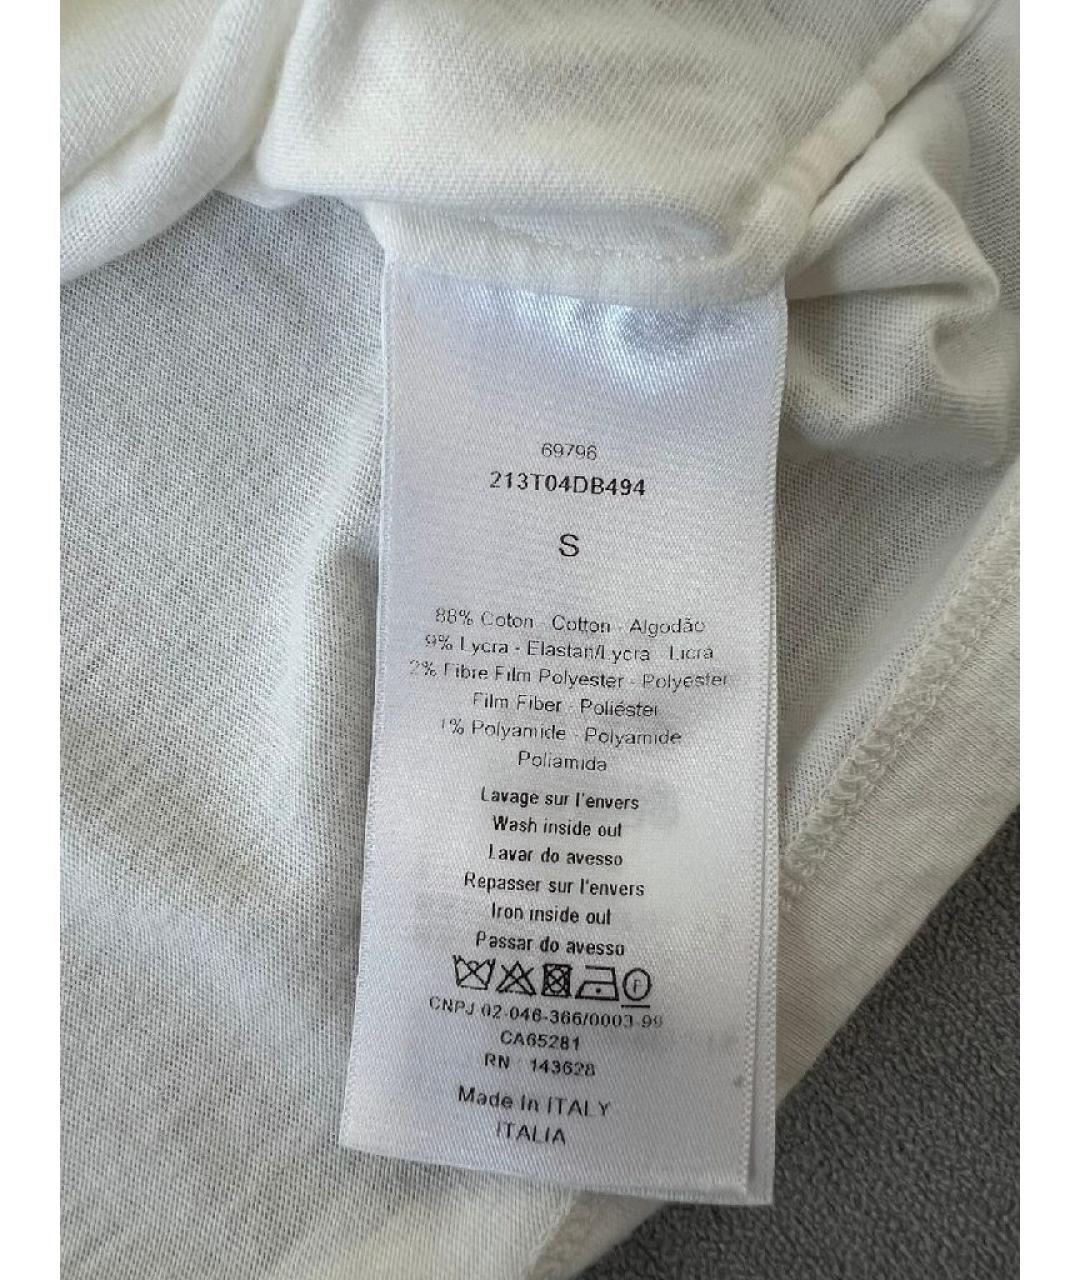 69796
213T04DB494
S
88% Coton - Cotton - Algodão
9% Lycra - Elastan/Lycra Licra
2% Fibre Film Polyester - Polyester
Film Fiber - Poliéster
1% Polyamide - Polyamide
Poliamida
Lavage sur l'envers
Wash inside out
Lavar do avesso
Repasser sur l'envers
Iron inside out
Passar do avesso
P
CNPJ 02-046-366/0003-99
CA65281
RN 143628
Made In ITALY
ITALIA